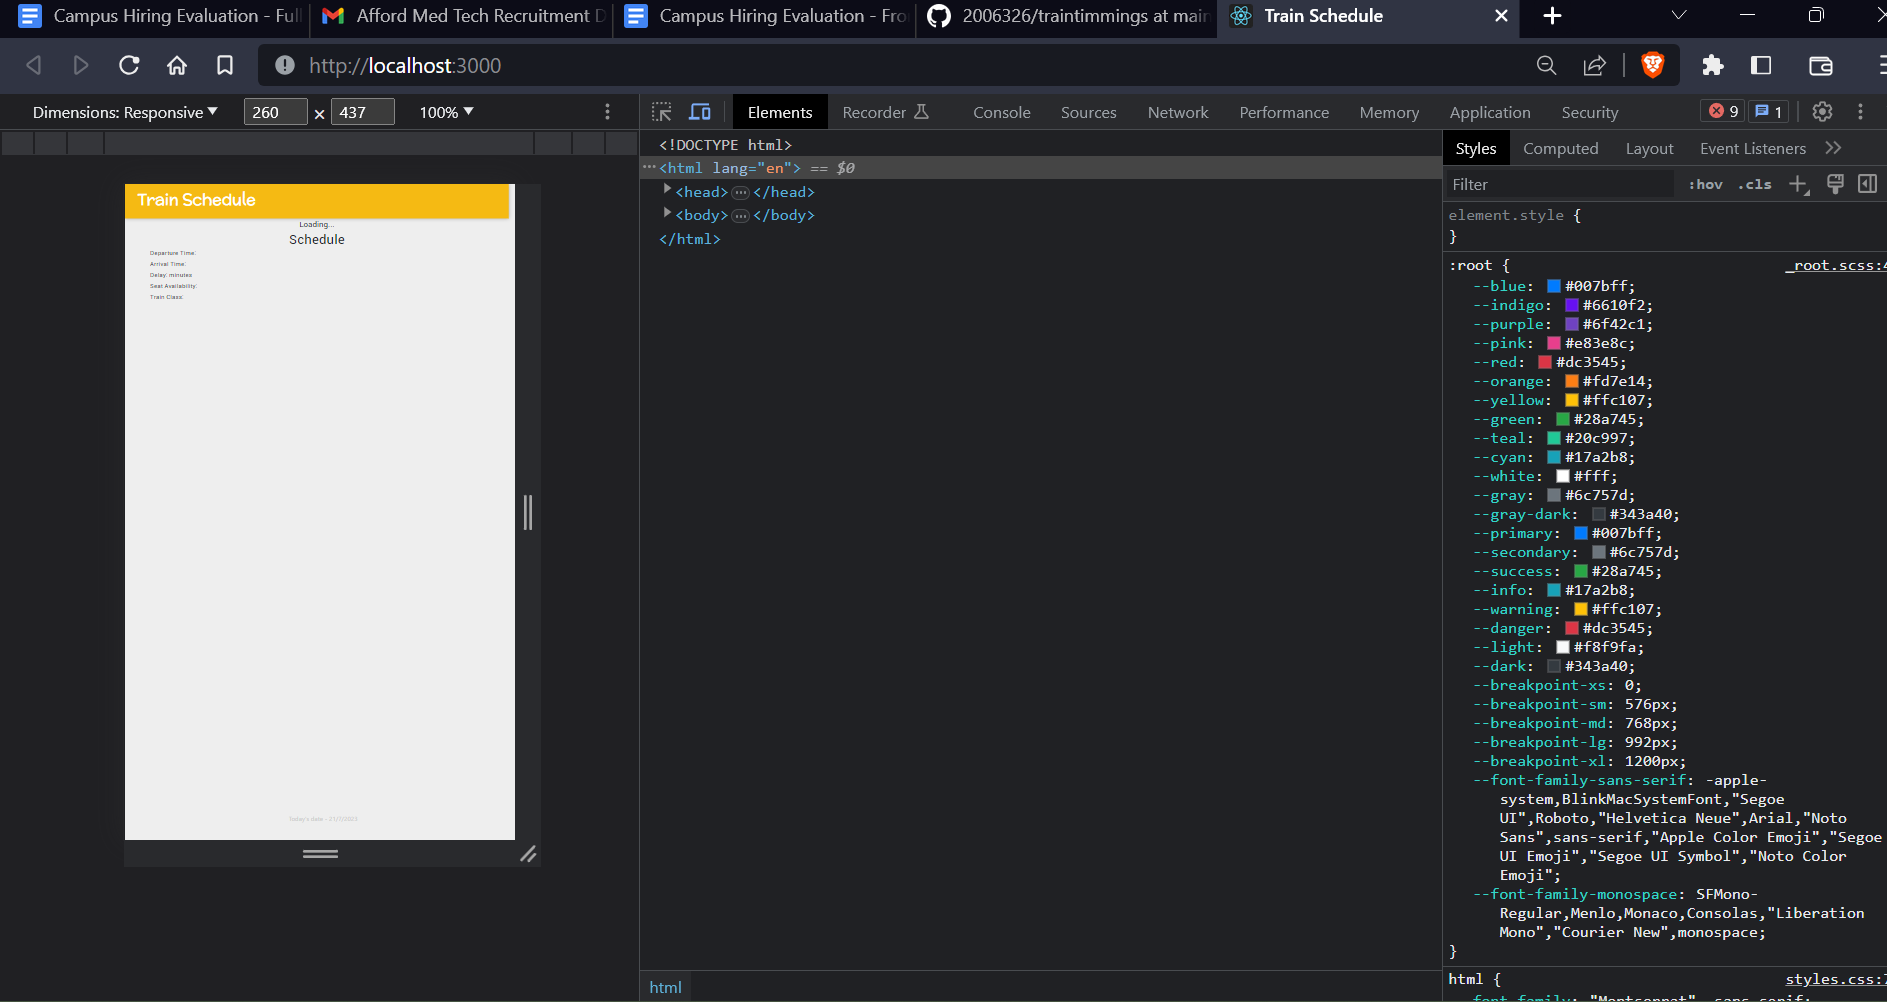 Campus Hiring Evaluation - Full
Afford Med Tech Recruitment D
Campus Hiring Evaluation - Fro
2006326/traintimmings at main
Train Schedule
http://localhost:3000
Dimensions: Responsive 260 × 437 100%
Elements Recorder Console Sources Network Performance Memory Application Security 9 1
Train Schedule
Loading...
Schedule
Departure Time:
Arrival Time:
Delay: minutes
Seat Availability:
Train Class:
Today's date - 21/7/2023
<!DOCTYPE html>
<html lang="en"> == $0
<head> ... </head>
<body> ... </body>
</html>
html
Styles Computed Layout Event Listeners
Filter :hov .cls
element.style {
}
:root { _root.scss:4
--blue: #007bff;
--indigo: #6610f2;
--purple: #6f42c1;
--pink: #e83e8c;
--red: #dc3545;
--orange: #fd7e14;
--yellow: #ffc107;
--green: #28a745;
--teal: #20c997;
--cyan: #17a2b8;
--white: #fff;
--gray: #6c757d;
--gray-dark: #343a40;
--primary: #007bff;
--secondary: #6c757d;
--success: #28a745;
--info: #17a2b8;
--warning: #ffc107;
--danger: #dc3545;
--light: #f8f9fa;
--dark: #343a40;
--breakpoint-xs: 0;
--breakpoint-sm: 576px;
--breakpoint-md: 768px;
--breakpoint-lg: 992px;
--breakpoint-xl: 1200px;
--font-family-sans-serif: -apple-
system,BlinkMacSystemFont,"Segoe
UI",Roboto,"Helvetica Neue",Arial,"Noto
Sans",sans-serif,"Apple Color Emoji","Segoe
UI Emoji","Segoe UI Symbol","Noto Color
Emoji";
--font-family-monospace: SFMono-
Regular,Menlo,Monaco,Consolas,"Liberation
Mono","Courier New",monospace;
}
html { styles.css:7
font-family: "Montserrat", sans-serif;